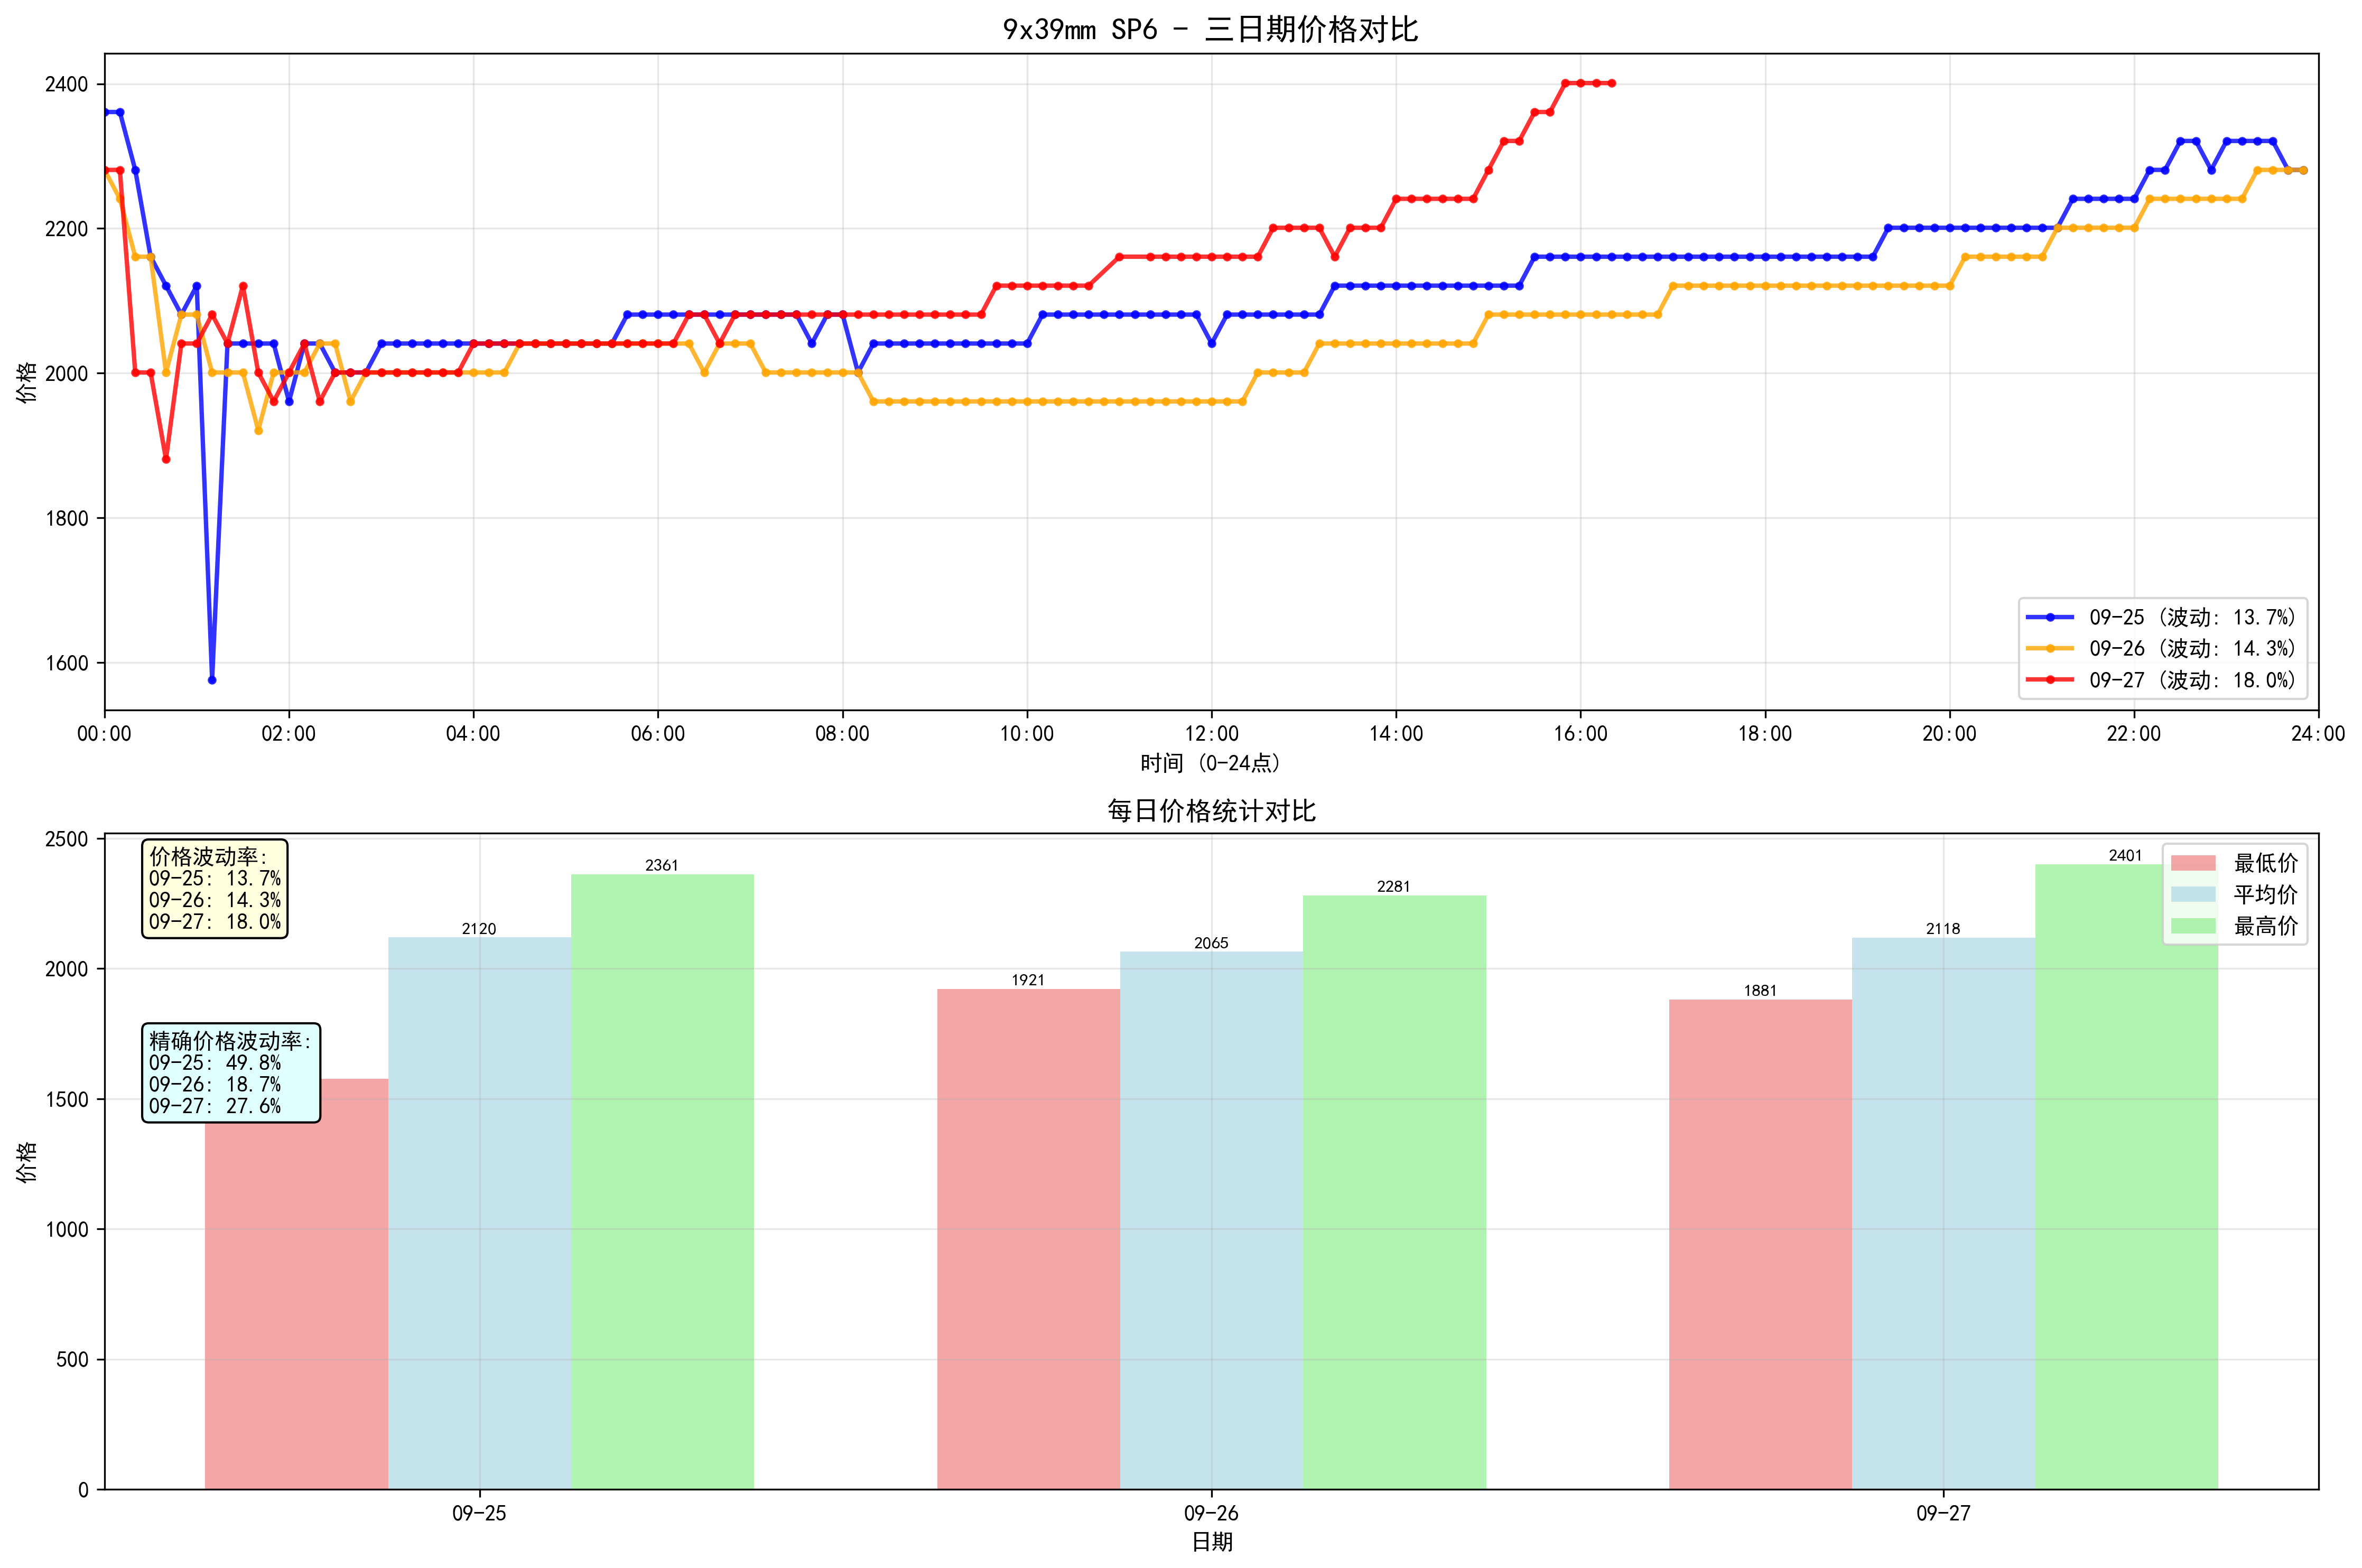 9x39mm SP6 - 三日期价格对比
价格
2400
2200
2000
1800
1600
09-25 (波动: 13.7%)
09-26 (波动: 14.3%)
09-27 (波动: 18.0%)
00:00 02:00 04:00 06:00 08:00 10:00 12:00 14:00 16:00 18:00 20:00 22:00 24:00
时间 (0-24点)
每日价格统计对比
价格
2500
2000
1500
1000
500
0
价格波动率:
09-25: 13.7%
09-26: 14.3%
09-27: 18.0%
精确价格波动率:
09-25: 49.8%
09-26: 18.7%
09-27: 27.6%
2120
2361
1921
2065
2281
1881
2118
2401
最低价
平均价
最高价
09-25 09-26 09-27
日期